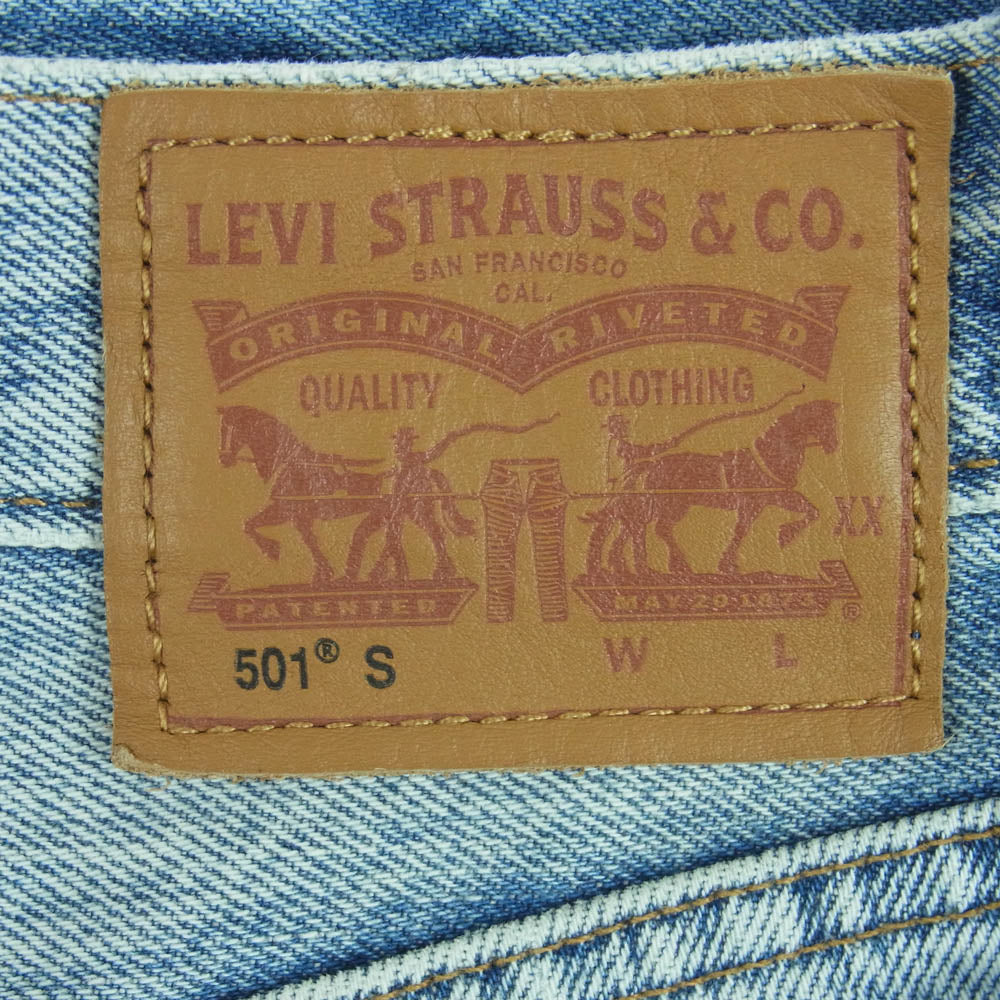 LEVI STRAUSS & CO.
SAN FRANCISCO
CAL.
ORIGINAL RIVETED
QUALITY CLOTHING
XX
PATENTED MAY 20 1873 ®
501® S W L